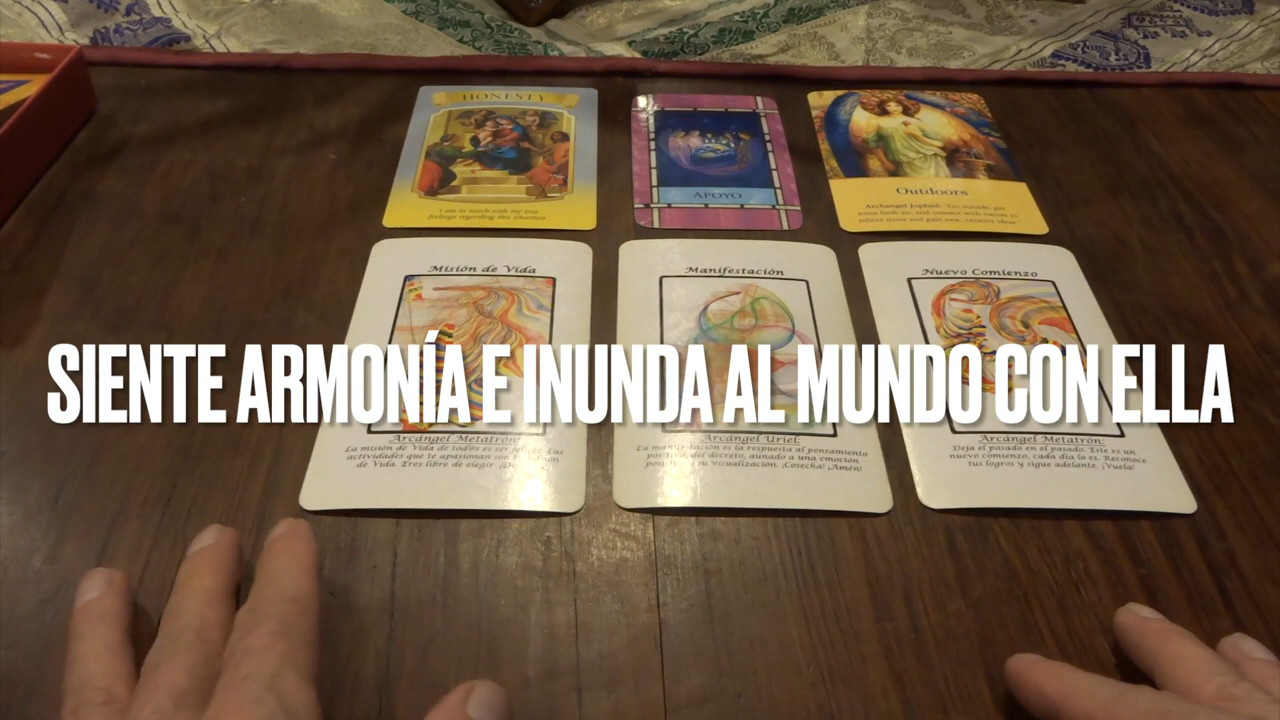 HONESTY
I am in touch with my true
feelings regarding this situation.
APOYO
Outdoors
Archangel Jophiel: "Go outside, get
some fresh air, and connect with nature to
relieve stress and gain new, creative ideas."
Misión de Vida
Manifestación
Nuevo Comienzo
SIENTE ARMONÍA E INUNDA AL MUNDO CON ELLA
Arcángel Metatrón:
La misión de Vida de todos es ser Las
actividades que te apasionan son
de Vida. Eres libre de elegir.
Arcángel Uriel:
La manifestación es la respuesta al pensamiento
positivo, del decreto, aunado a una emoción
su visualización. ¡Cosecha! ¡Amén!
Arcángel Metatrón:
Deja el pasado en el pasado. Este es un
nuevo comienzo, cada día lo es. Reconoce
tus logros y sigue adelante. ¡Vuela!